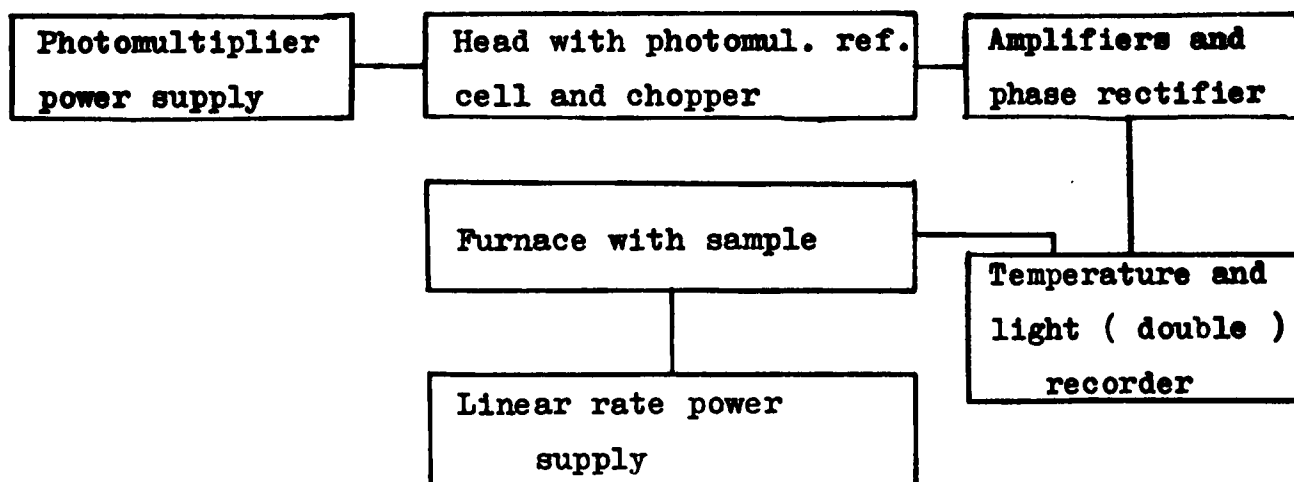 Photomultiplier
power supply
Head with photomul. ref.
cell and chopper
Amplifiers and
phase rectifier
Furnace with sample
Temperature and
light ( double )
recorder
Linear rate power
supply